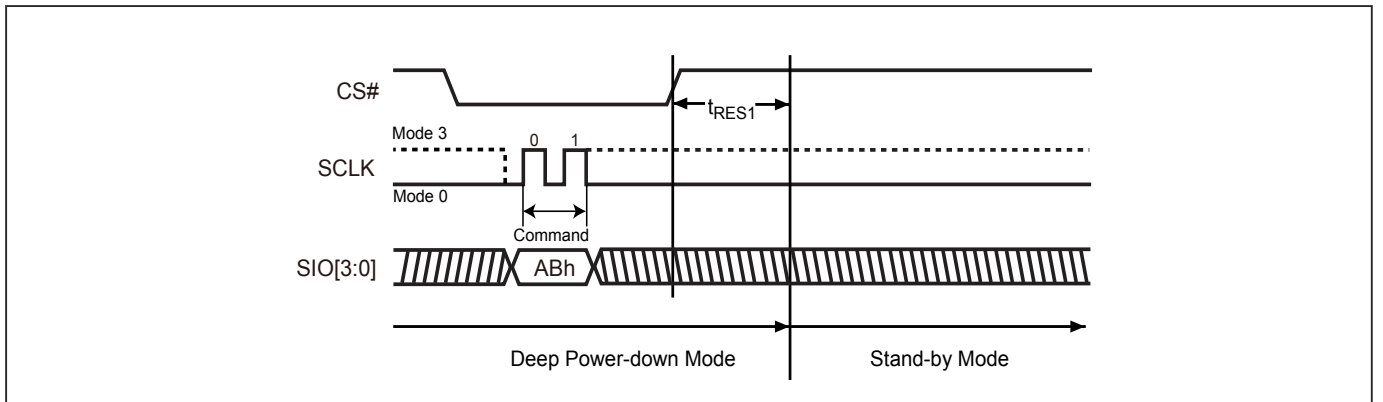 CS#
tRES1
Mode 3
0 1
SCLK
Mode 0
Command
SIO[3:0]
ABh
Deep Power-down Mode
Stand-by Mode